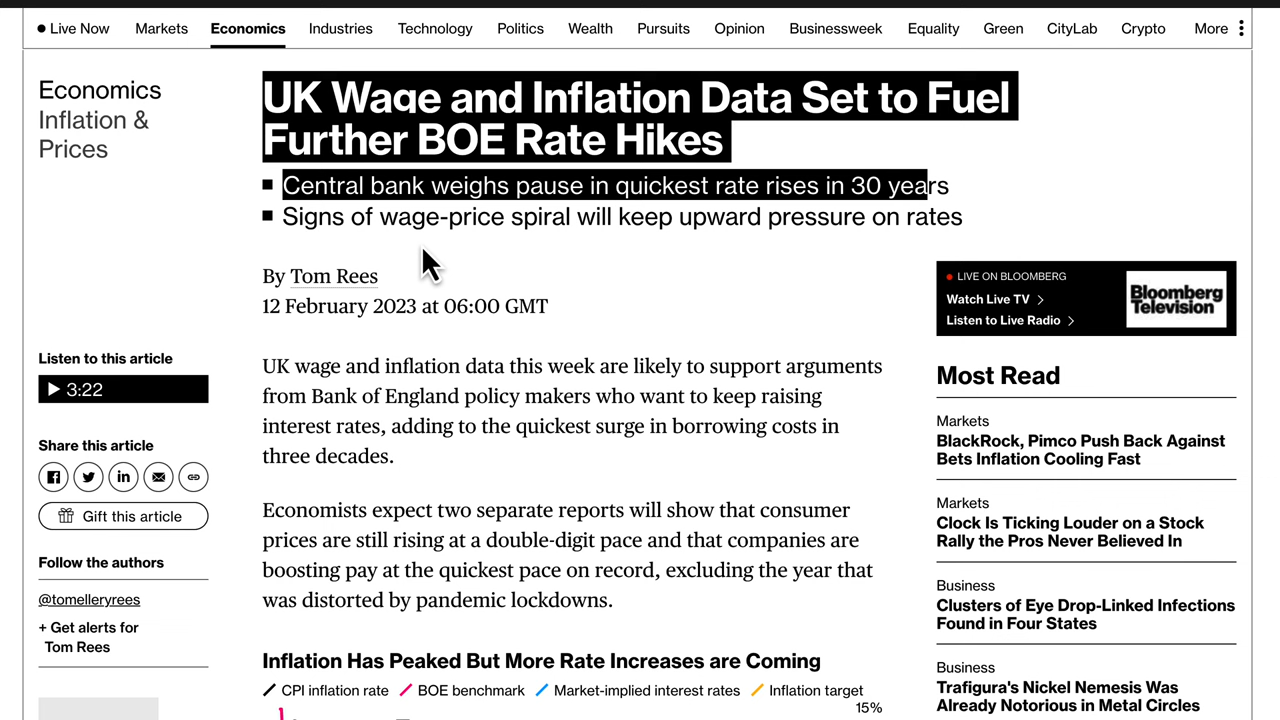 Live Now Markets Economics Industries Technology Politics Wealth Pursuits Opinion Businessweek Equality Green CityLab Crypto More
Economics
Inflation &
Prices
UK Wage and Inflation Data Set to Fuel
Further BOE Rate Hikes
Central bank weighs pause in quickest rate rises in 30 years
Signs of wage-price spiral will keep upward pressure on rates
By Tom Rees
12 February 2023 at 06:00 GMT
Listen to this article
3:22
Share this article
Gift this article
Follow the authors
@tomelleryrees
+ Get alerts for
Tom Rees
UK wage and inflation data this week are likely to support arguments
from Bank of England policy makers who want to keep raising
interest rates, adding to the quickest surge in borrowing costs in
three decades.
Economists expect two separate reports will show that consumer
prices are still rising at a double-digit pace and that companies are
boosting pay at the quickest pace on record, excluding the year that
was distorted by pandemic lockdowns.
Inflation Has Peaked But More Rate Increases are Coming
CPI inflation rate BOE benchmark Market-implied interest rates Inflation target
15%
LIVE ON BLOOMBERG
Watch Live TV
Listen to Live Radio
Bloomberg
Television
Most Read
Markets
BlackRock, Pimco Push Back Against
Bets Inflation Cooling Fast
Markets
Clock Is Ticking Louder on a Stock
Rally the Pros Never Believed In
Business
Clusters of Eye Drop-Linked Infections
Found in Four States
Business
Trafigura's Nickel Nemesis Was
Already Notorious in Metal Circles